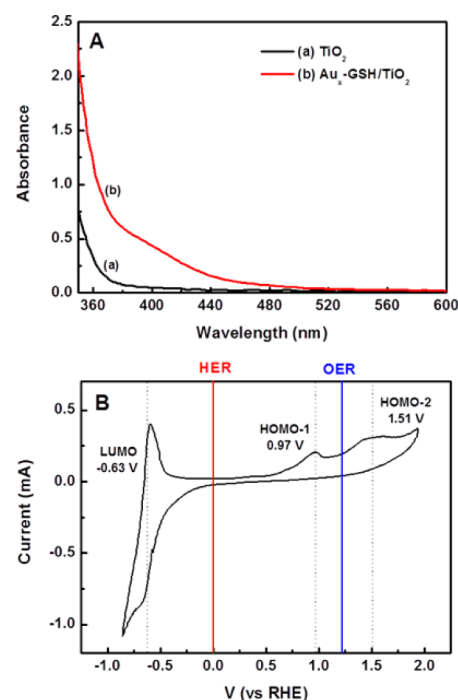 A
(a) TiO₂
(b) Auₓ-GSH/TiO₂
2.5
2.0
1.5
1.0
0.5
0.0
Absorbance
(b)
(a)
360 400 440 480 520 560 600
Wavelength (nm)
HER OER
B
HOMO-2
1.51 V
HOMO-1
0.97 V
LUMO
-0.63 V
0.5
0.0
-0.5
-1.0
Current (mA)
-1.0 -0.5 0.0 0.5 1.0 1.5 2.0
V (vs RHE)